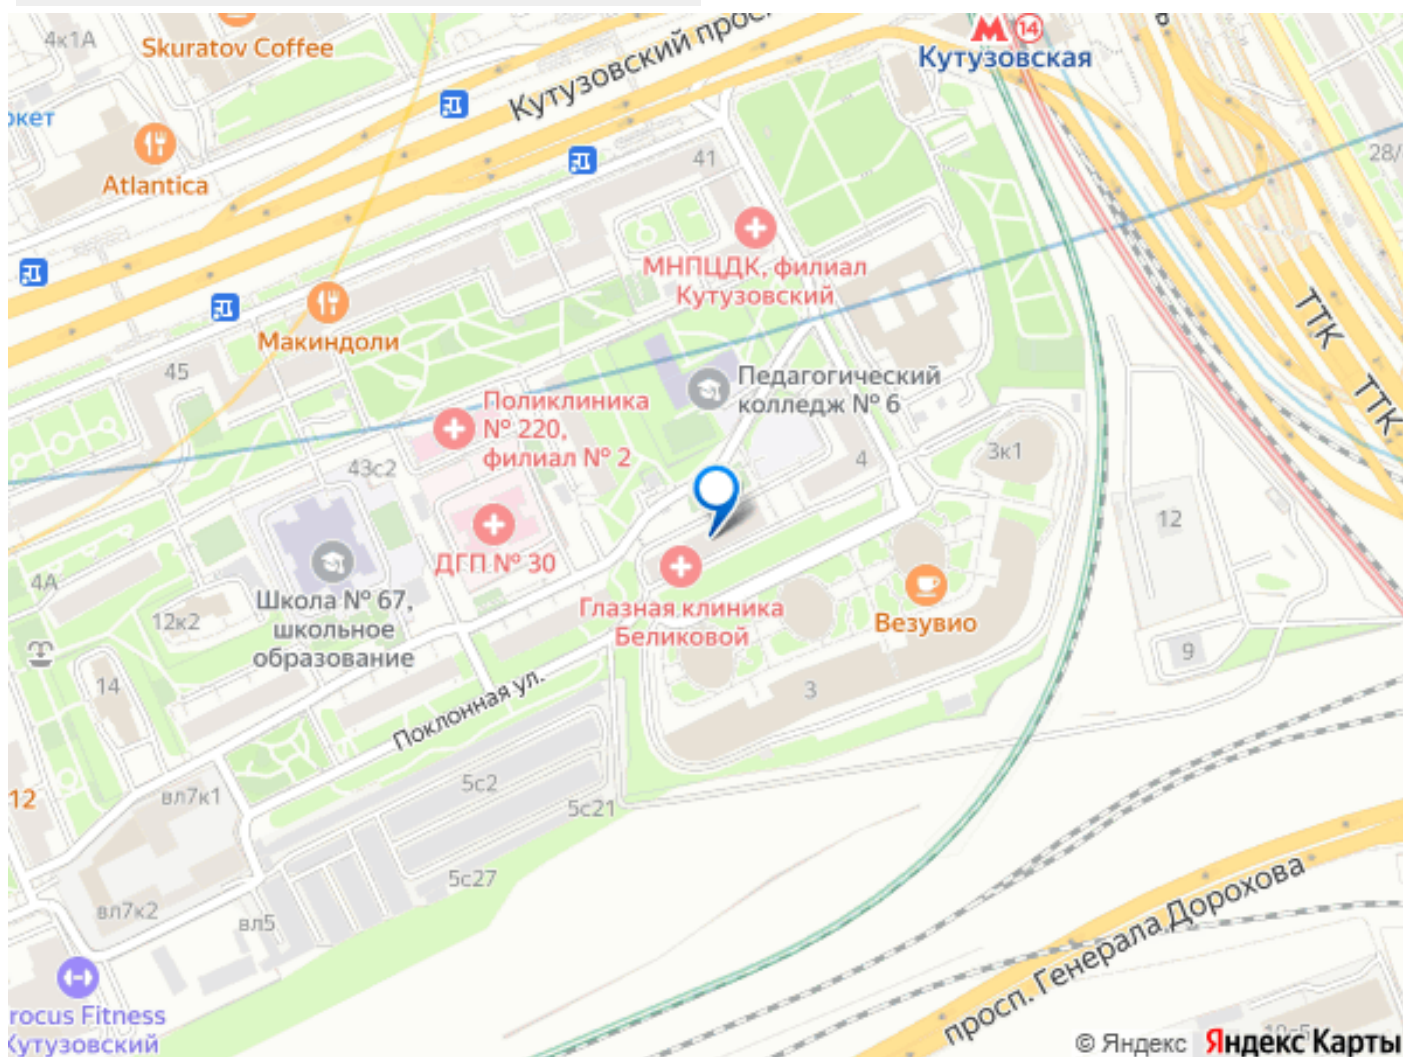 4к1А
Skuratov Coffee
Кутузовский прос
М 14
Кутузовская
ркет
Atlantica
41
28/
МНПЦДК, филиал
Кутузовский
ТТК
Макиндоли
45
Педагогический
колледж № 6
ТТК
Поликлиника
№ 220,
филиал № 2
43с2
4
3к1
12
ДГП № 30
4А
Школа № 67,
школьное
образование
12к2
Глазная клиника
Беликовой
Везувио
9
14
3
Поклонная ул.
5с2
5с21
12
вл7к1
5с27
вл7к2
вл5
просп. Генерала Дорохова
rocus Fitness
Кутузовский
© Яндекс Яндекс Карты